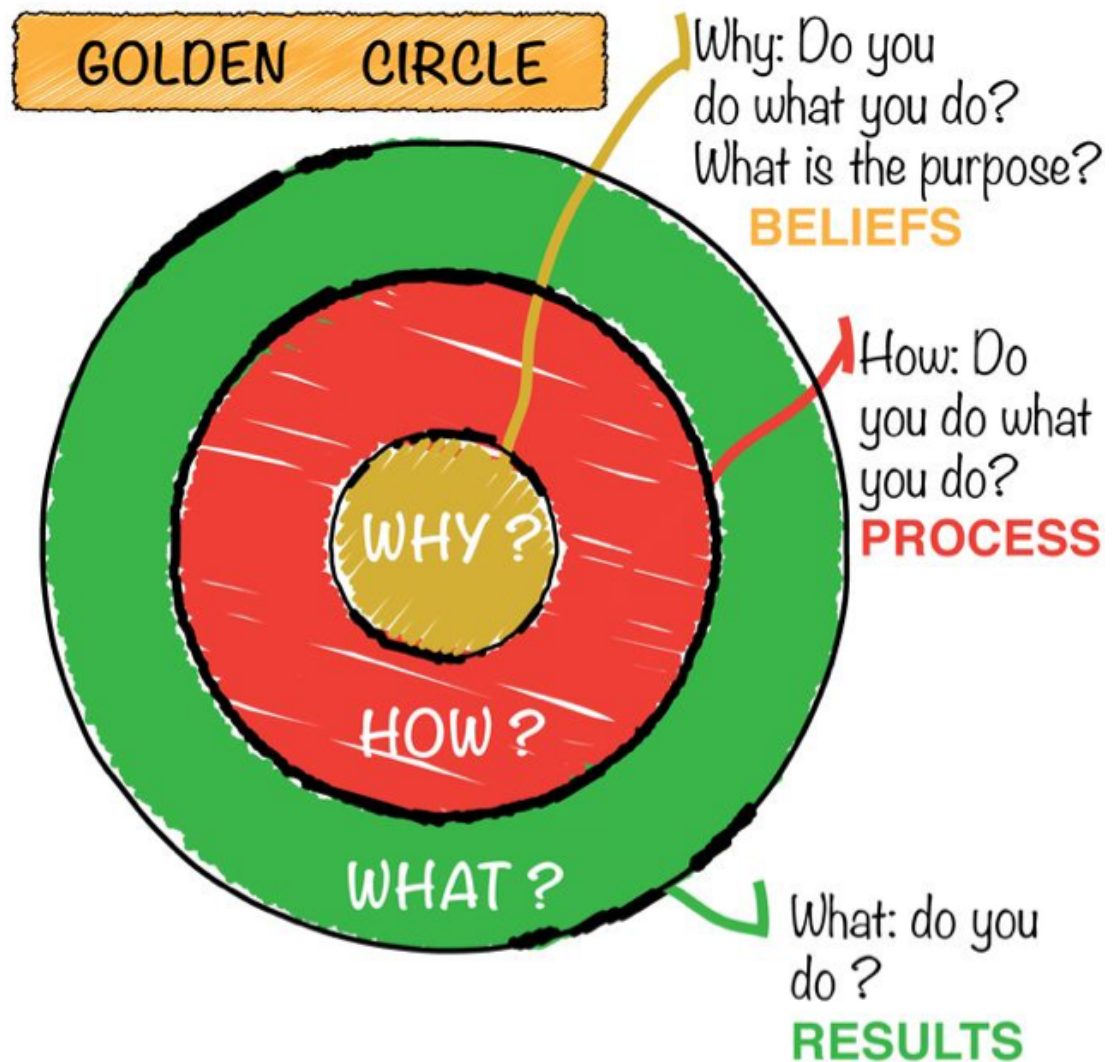 GOLDEN CIRCLE
Why: Do you
do what you do?
What is the purpose?
BELIEFS
How: Do
you do what
you do?
PROCESS
WHY ?
HOW ?
WHAT ?
What: do you
do ?
RESULTS